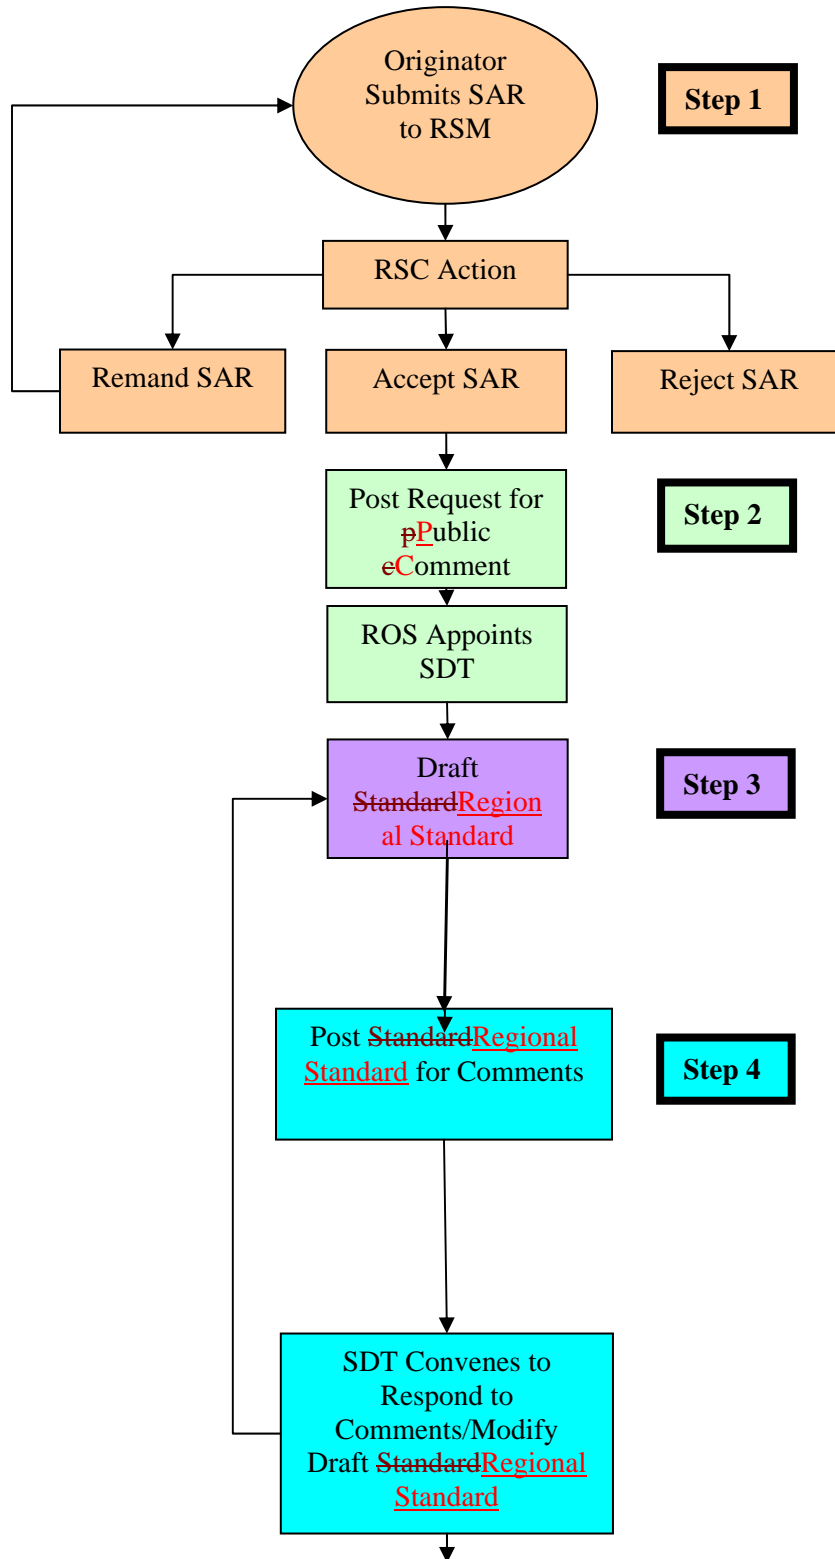 Originator
Submits SAR
to RSM
Step 1
RSC Action
Remand SAR
Accept SAR
Reject SAR
Post Request for
pPublic
cComment
Step 2
ROS Appoints
SDT
Draft
StandardRegion
al Standard
Step 3
Post StandardRegional
Standard for Comments
Step 4
SDT Convenes to
Respond to
Comments/Modify
Draft StandardRegional
Standard